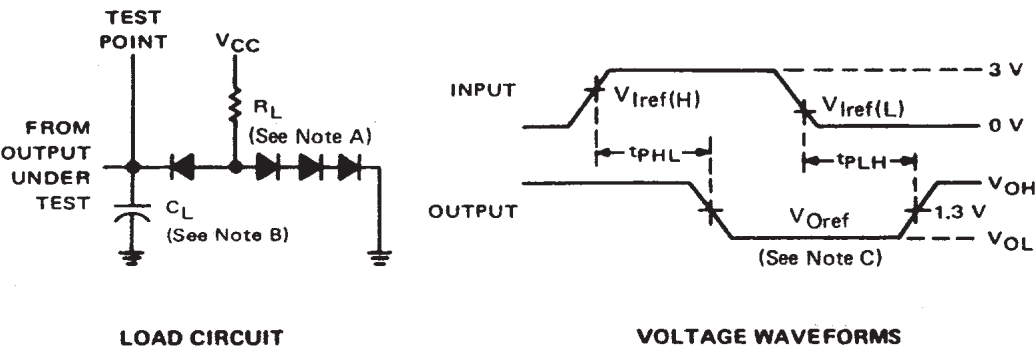 TEST
POINT
VCC
RL
(See Note A)
FROM
OUTPUT
UNDER
TEST
CL
(See Note B)
LOAD CIRCUIT
INPUT
VIref(H)
VIref(L)
3 V
0 V
tPHL
tPLH
OUTPUT
VOref
(See Note C)
VOH
1.3 V
VOL
VOLTAGE WAVEFORMS